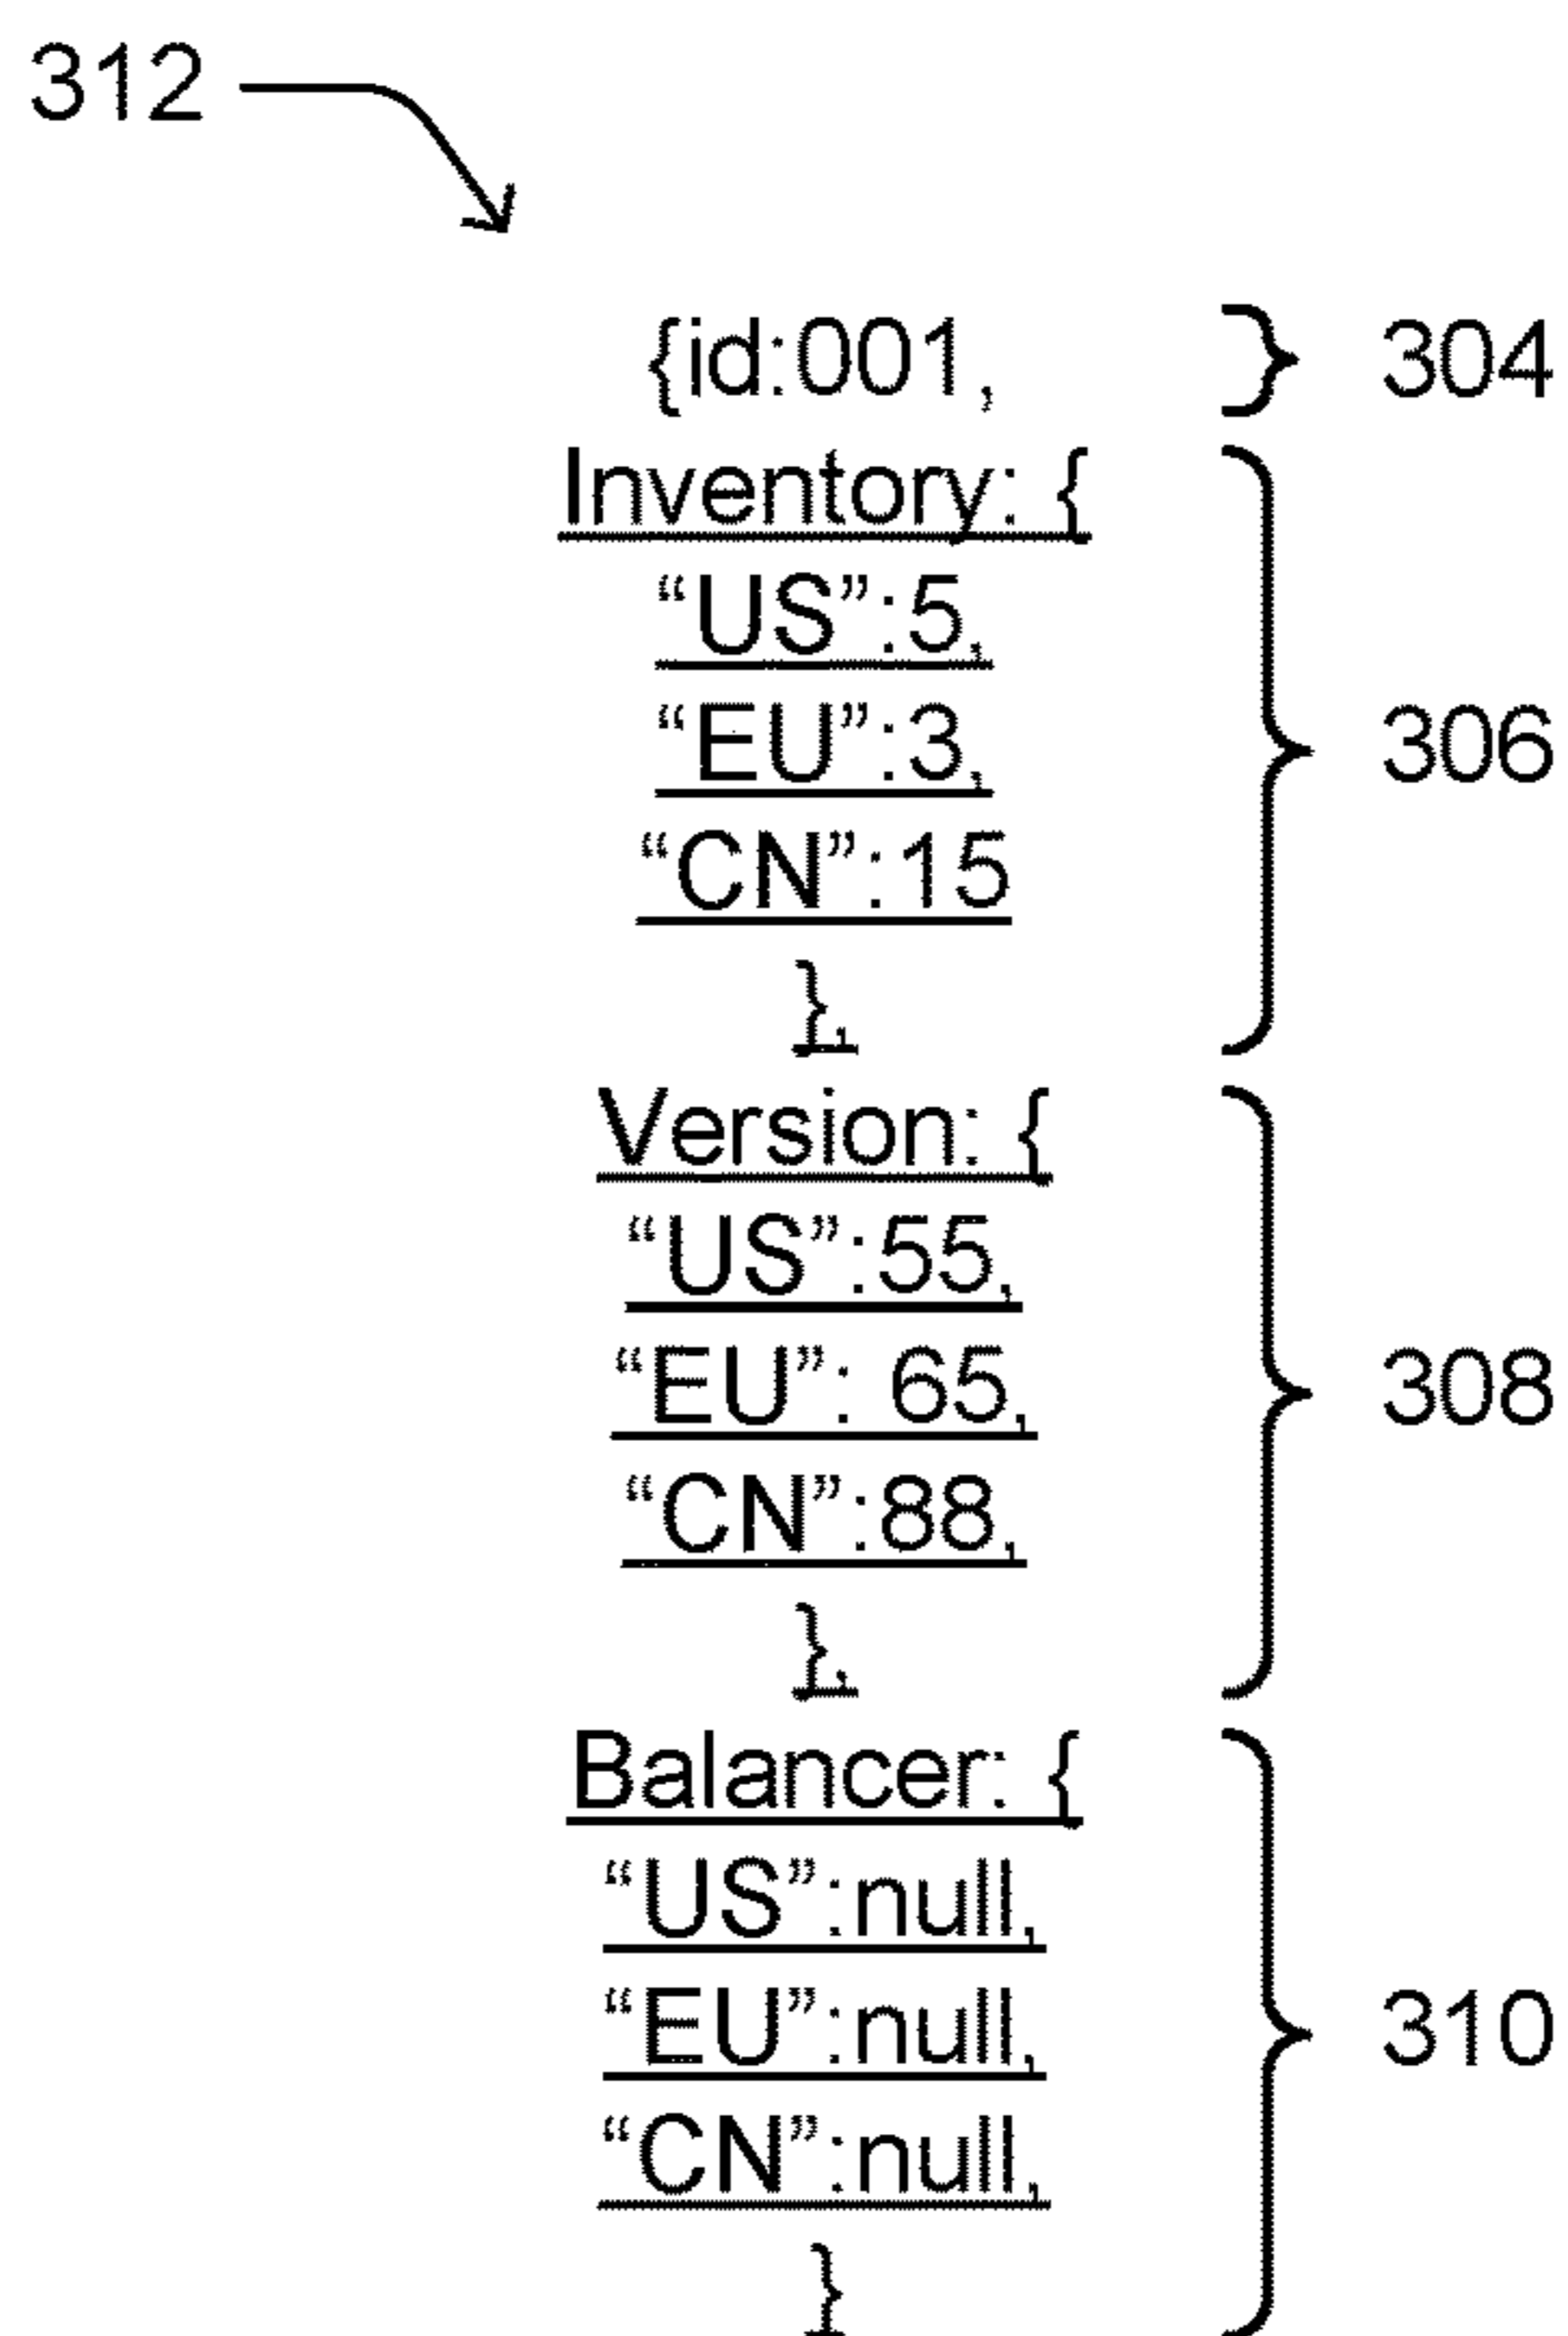 312
{id:001, 304
Inventory: {
“US”:5,
“EU”:3, 306
“CN”:15
},
Version: {
“US”:55,
“EU”: 65, 308
“CN”:88,
},
Balancer: {
“US”:null,
“EU”:null, 310
“CN”:null,
}